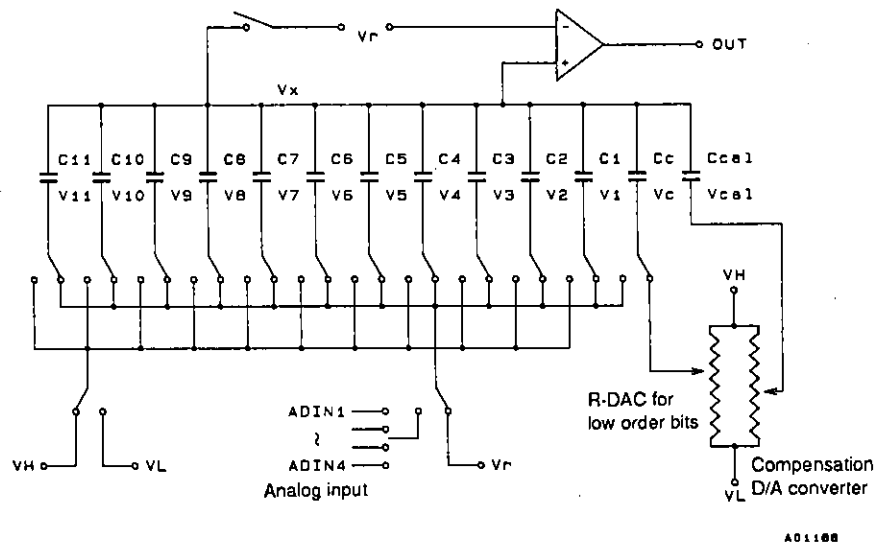 Vr
-
+
OUT
Vx
C11 C10 C9 C8 C7 C6 C5 C4 C3 C2 C1 Cc Ccal
V11 V10 V9 V8 V7 V6 V5 V4 V3 V2 V1 Vc Vcal
VH
R-DAC for
low order bits
ADIN1
~
ADIN4
Analog input
VH
VL
Vr
VL
Compensation
D/A converter
A01188